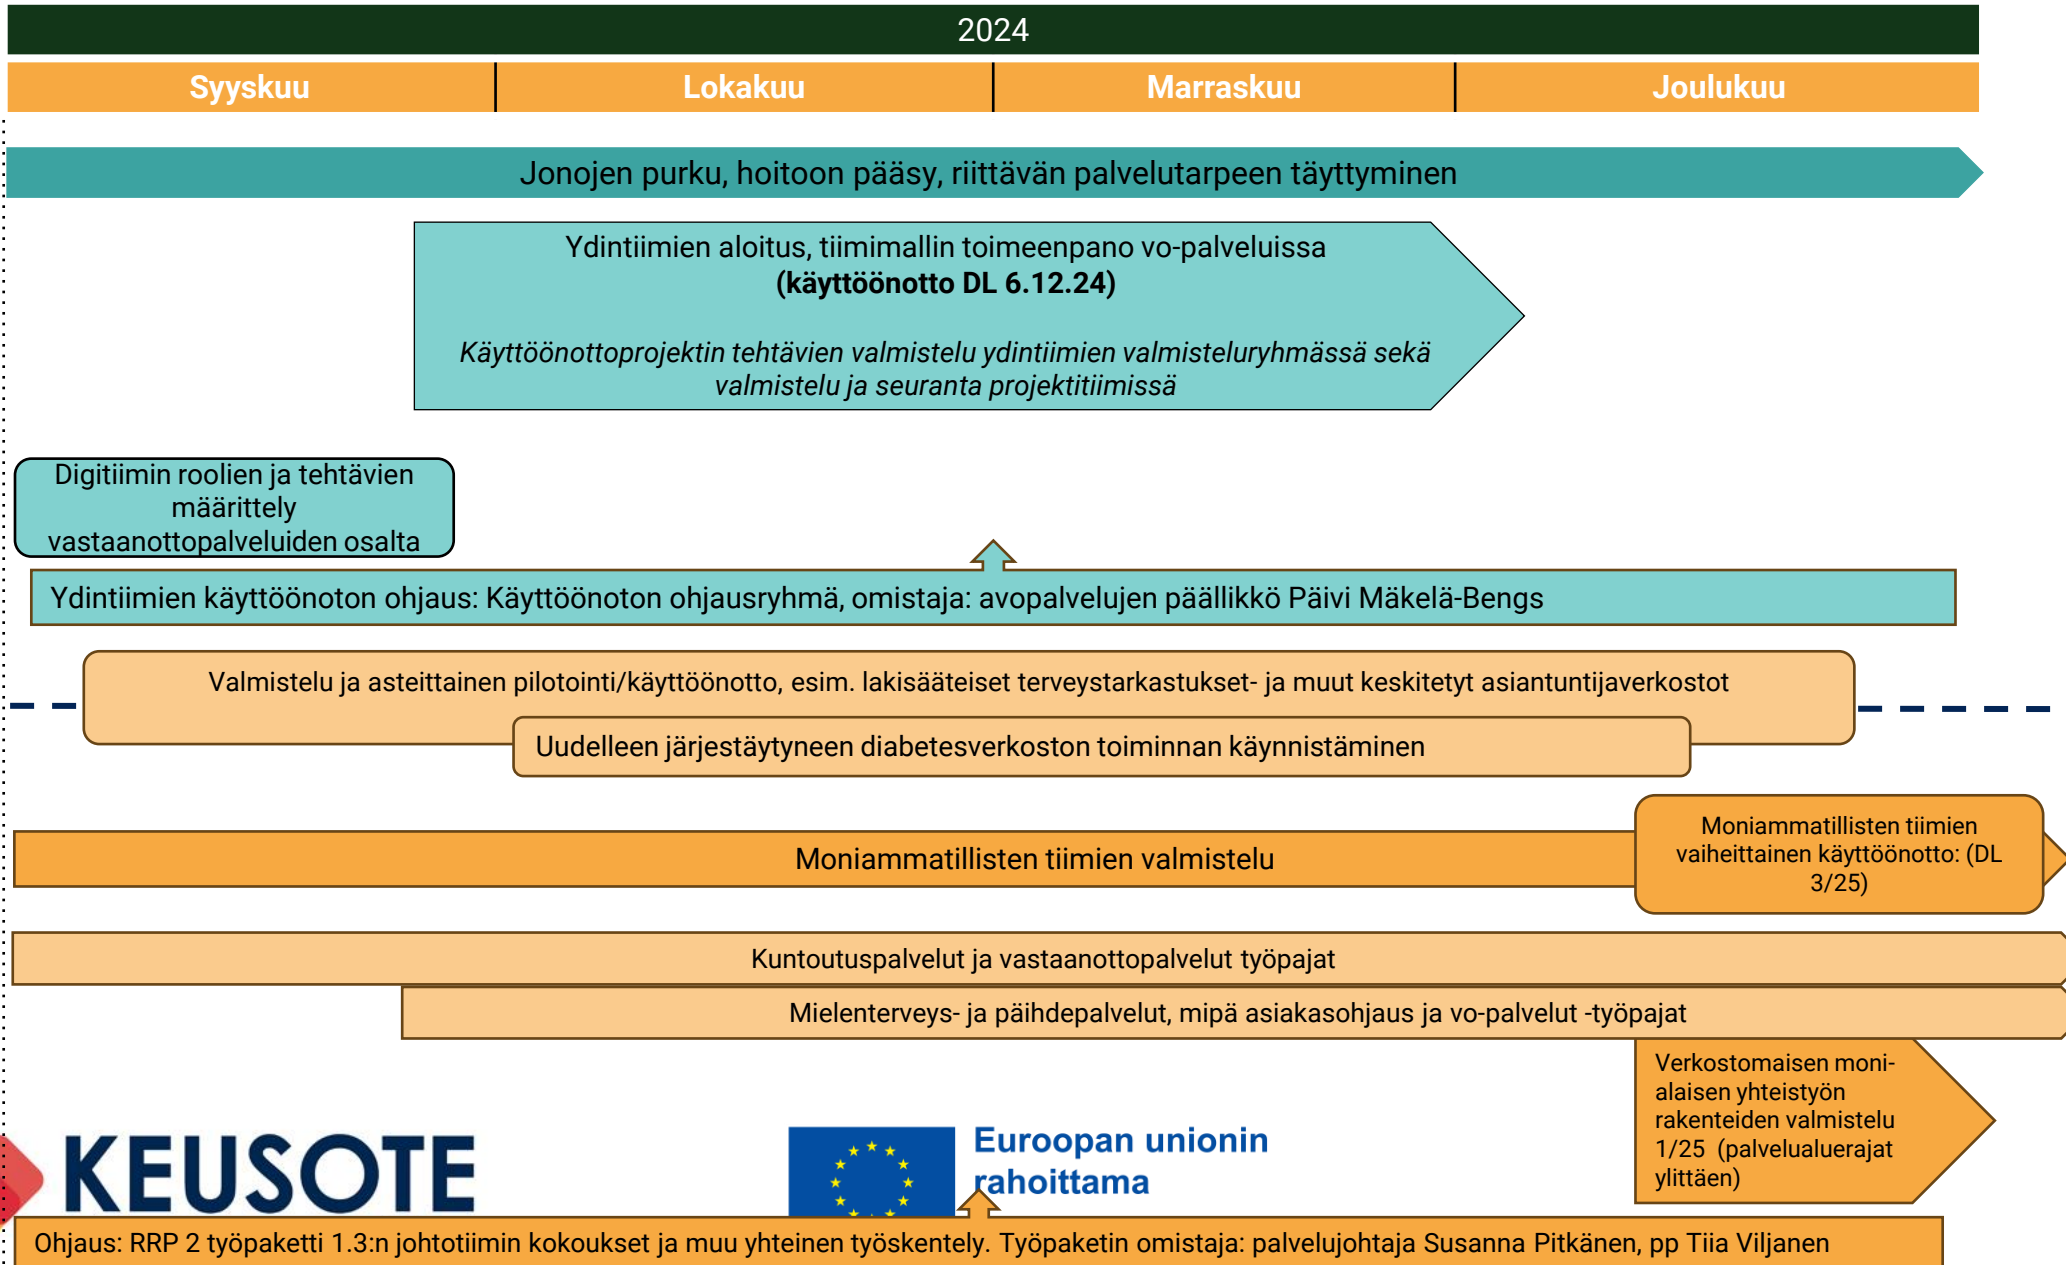 2024
Syyskuu
Lokakuu
Marraskuu
Joulukuu
Jonojen purku, hoitoon pääsy, riittävän palvelutarpeen täyttyminen
Ydintiimien aloitus, tiimimallin toimeenpano vo-palveluissa
(käyttöönotto DL 6.12.24)
Käyttöönottoprojektin tehtävien valmistelu ydintiimien valmisteluryhmässä sekä
valmistelu ja seuranta projektitiimissä
Digitiimin roolien ja tehtävien
määrittely
vastaanottopalveluiden osalta
Ydintiimien käyttöönoton ohjaus: Käyttöönoton ohjausryhmä, omistaja: avopalvelujen päällikkö Päivi Mäkelä-Bengs
Valmistelu ja asteittainen pilotointi/käyttöönotto, esim. lakisääteiset terveystarkastukset- ja muut keskitetyt asiantuntijaverkostot
Uudelleen järjestäytyneen diabetesverkoston toiminnan käynnistäminen
Moniammatillisten tiimien valmistelu
Moniammatillisten tiimien
vaiheittainen käyttöönotto: (DL
3/25)
Kuntoutuspalvelut ja vastaanottopalvelut työpajat
Mielenterveys- ja päihdepalvelut, mipä asiakasohjaus ja vo-palvelut -työpajat
Verkostomaisen moni-
alaisen yhteistyön
rakenteiden valmistelu
1/25 (palvelualuerajat
ylittäen)
KEUSOTE
Euroopan unionin
rahoittama
Ohjaus: RRP 2 työpaketti 1.3:n johtotiimin kokoukset ja muu yhteinen työskentely. Työpaketin omistaja: palvelujohtaja Susanna Pitkänen, pp Tiia Viljanen